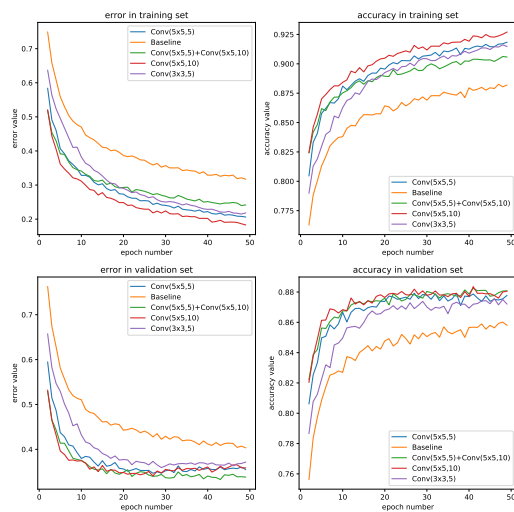 error in training set
Conv(5x5,5)
Baseline
Conv(5x5,5)+Conv(5x5,10)
Conv(5x5,10)
Conv(3x3,5)
0.7
0.6
0.5
0.4
0.3
0.2
error value
0 10 20 30 40 50
epoch number
accuracy in training set
0.925
0.900
0.875
0.850
0.825
0.800
0.775
accuracy value
Conv(5x5,5)
Baseline
Conv(5x5,5)+Conv(5x5,10)
Conv(5x5,10)
Conv(3x3,5)
0 10 20 30 40 50
epoch number
error in validation set
Conv(5x5,5)
Baseline
Conv(5x5,5)+Conv(5x5,10)
Conv(5x5,10)
Conv(3x3,5)
0.7
0.6
0.5
0.4
error value
0 10 20 30 40 50
epoch number
accuracy in validation set
0.88
0.86
0.84
0.82
0.80
0.78
0.76
accuracy value
Conv(5x5,5)
Baseline
Conv(5x5,5)+Conv(5x5,10)
Conv(5x5,10)
Conv(3x3,5)
0 10 20 30 40 50
epoch number